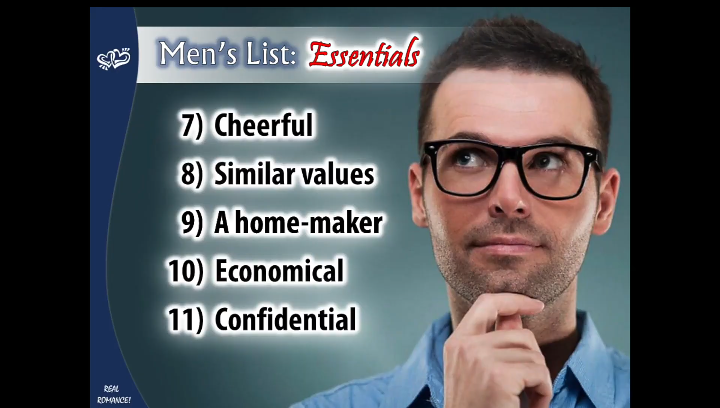 Men's List: Essentials
7) Cheerful
8) Similar values
9) A home-maker
10) Economical
11) Confidential
REAL
ROMANCE!